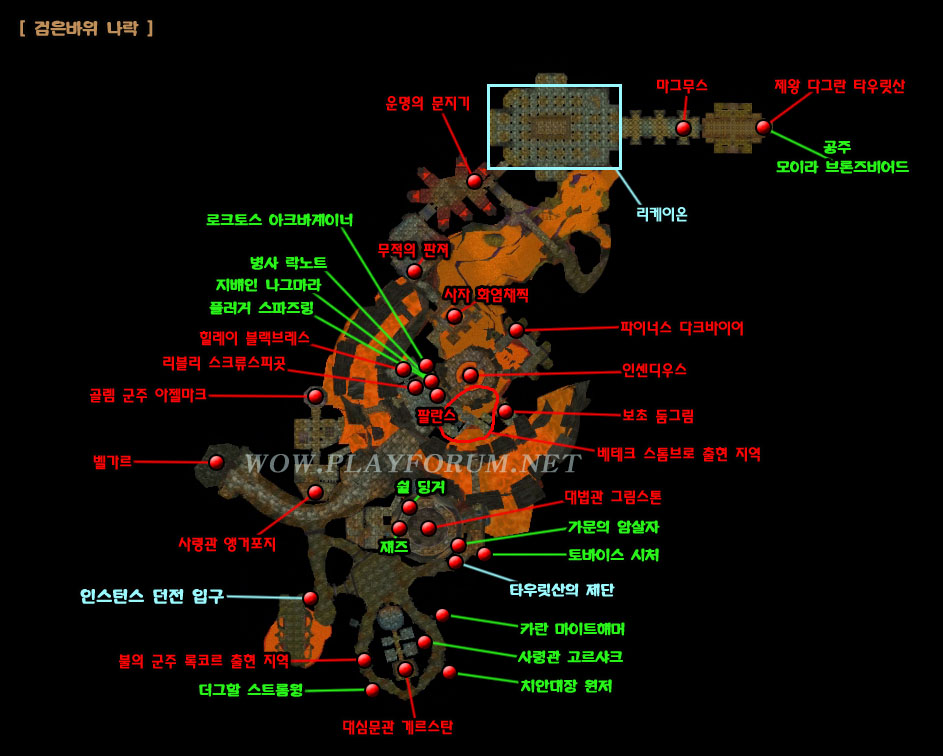 [ 검은바위 나락 ]
운명의 문지기
마그무스
제왕 다그란 타우릿산
공주
모이라 브론즈비어드
리케이온
로크토스 아크바게이너
무적의 판저
병사 락노트
지배인 나그마라
사자 화염채찍
플러거 스파즈링
파이너스 다크바이어
힐레이 블랙브레스
리블리 스크류스피곳
인센디우스
골렘 군주 아젤마크
팔란스
보초 둠그립
베테크 스톰브로 출현 지역
벨가르
WOW.PLAYFORUM.NET
쉴 딩거
대법관 그림스톤
사령관 앵거포지
가문의 암살자
재즈
토바이스 시처
인스턴스 던전 입구
타우릿산의 제단
카란 마이트해머
불의 군주 록코르 출현 지역
사령관 고르샤크
더그할 스트롬윙
치안대장 윈저
대심문관 게르스탄